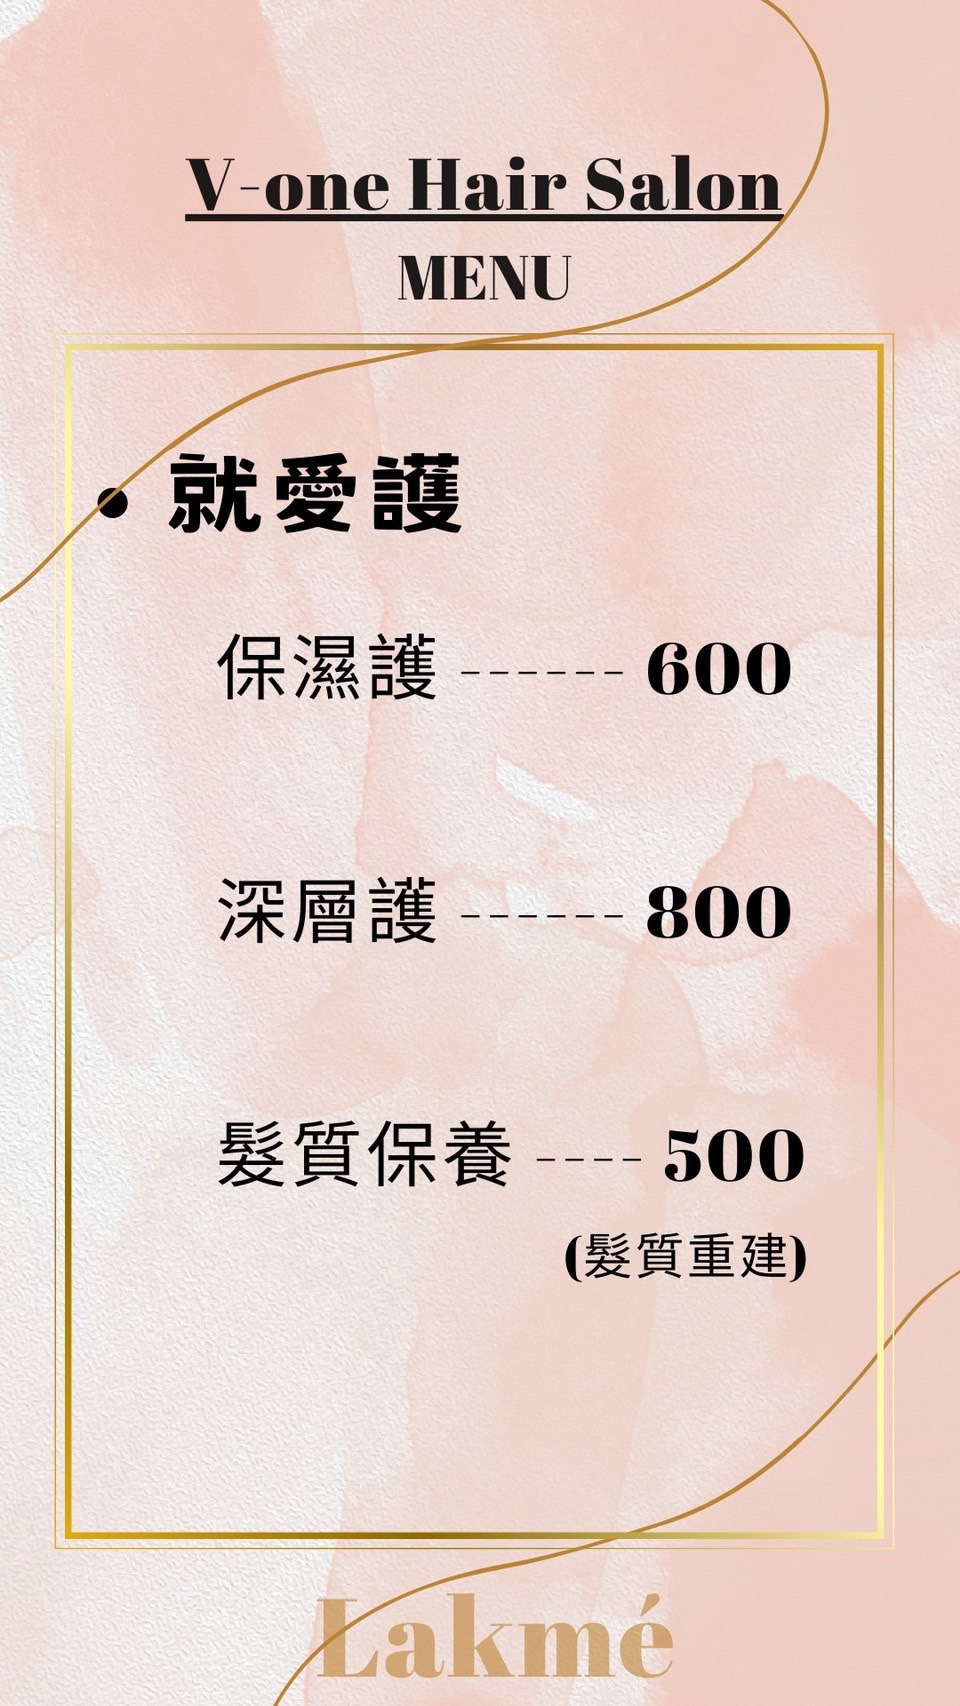 V-one Hair Salon
MENU
• 就愛護
保濕護 ------ 600
深層護 ------ 800
髮質保養 ---- 500
(髮質重建)
Lakmé